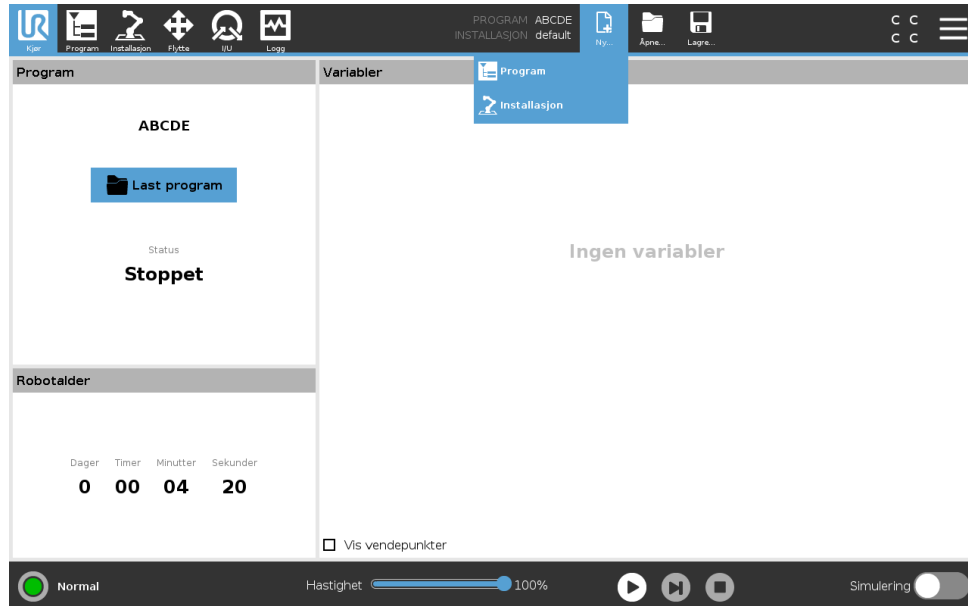 Kjør
Program
Installasjon
Flytte
I/U
Logg
PROGRAM ABCDE
INSTALLASJON default
Ny...
Åpne...
Lagre...
C C
C C
Program
Installasjon
Program
ABCDE
Last program
Status
Stoppet
Variabler
Ingen variabler
Vis vendepunkter
Robotalder
Dager Timer Minutter Sekunder
0 00 04 20
Normal
Hastighet 100%
Simulering